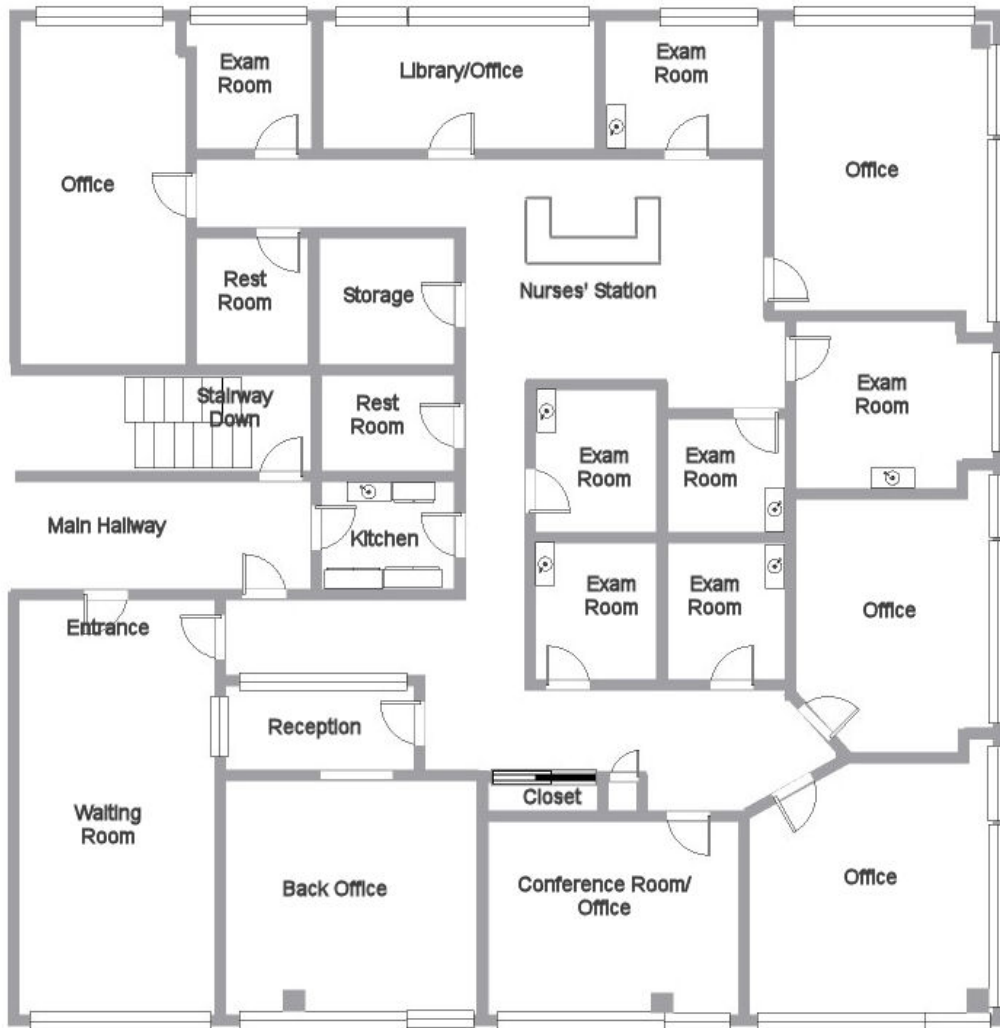 Exam
Room
Library/Office
Exam
Room
Office
Office
Rest
Room
Storage
Nurses' Station
Stairway
Down
Rest
Room
Exam
Room
Exam
Room
Exam
Room
Main Hallway
Kitchen
Exam
Room
Exam
Room
Office
Entrance
Reception
Closet
Waiting
Room
Back Office
Conference Room/
Office
Office